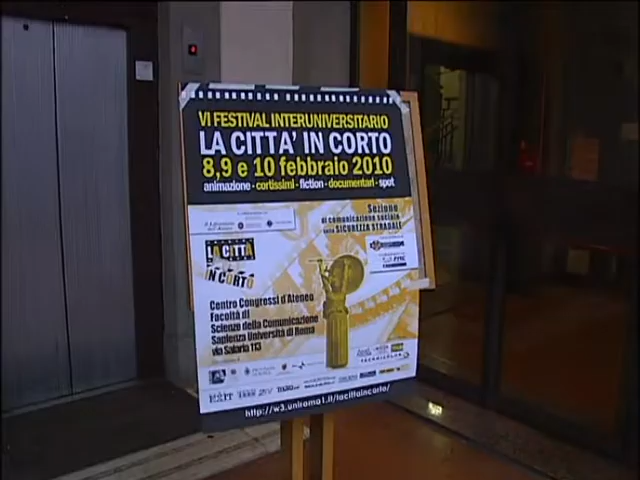 VI FESTIVAL INTERUNIVERSITARIO
LA CITTA' IN CORTO
8,9 e 10 febbraio 2010
animazione - cortissimi - fiction - documentari - spot
Sezione
di comunicazione sociale
sulla SICUREZZA STRADALE
LA CITTÀ
IN CORTO
Centro Congressi d'Ateneo
Facoltà di
Scienze della Comunicazione
Sapienza Università di Roma
via Salaria 113
http://w3.uniroma1.it/lacittaincorto/